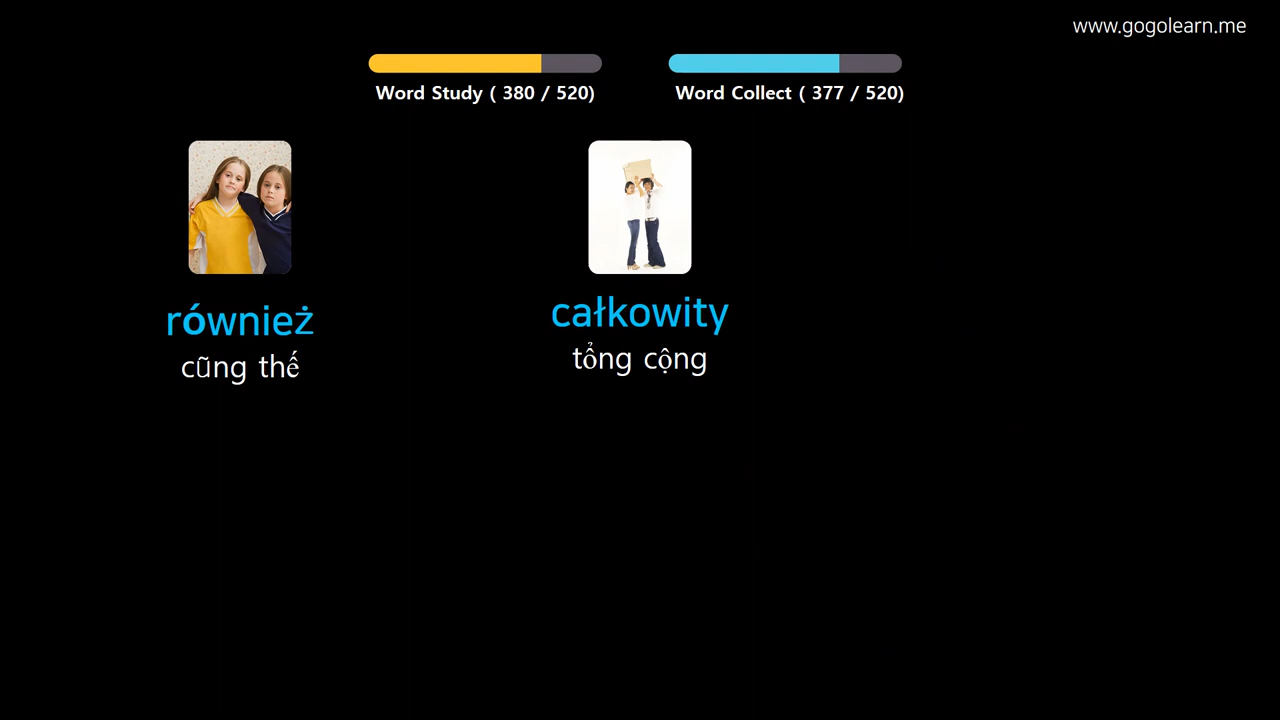 www.gogolearn.me
Word Study ( 380 / 520)
Word Collect ( 377 / 520)
również
cũng thế
całkowity
tổng cộng